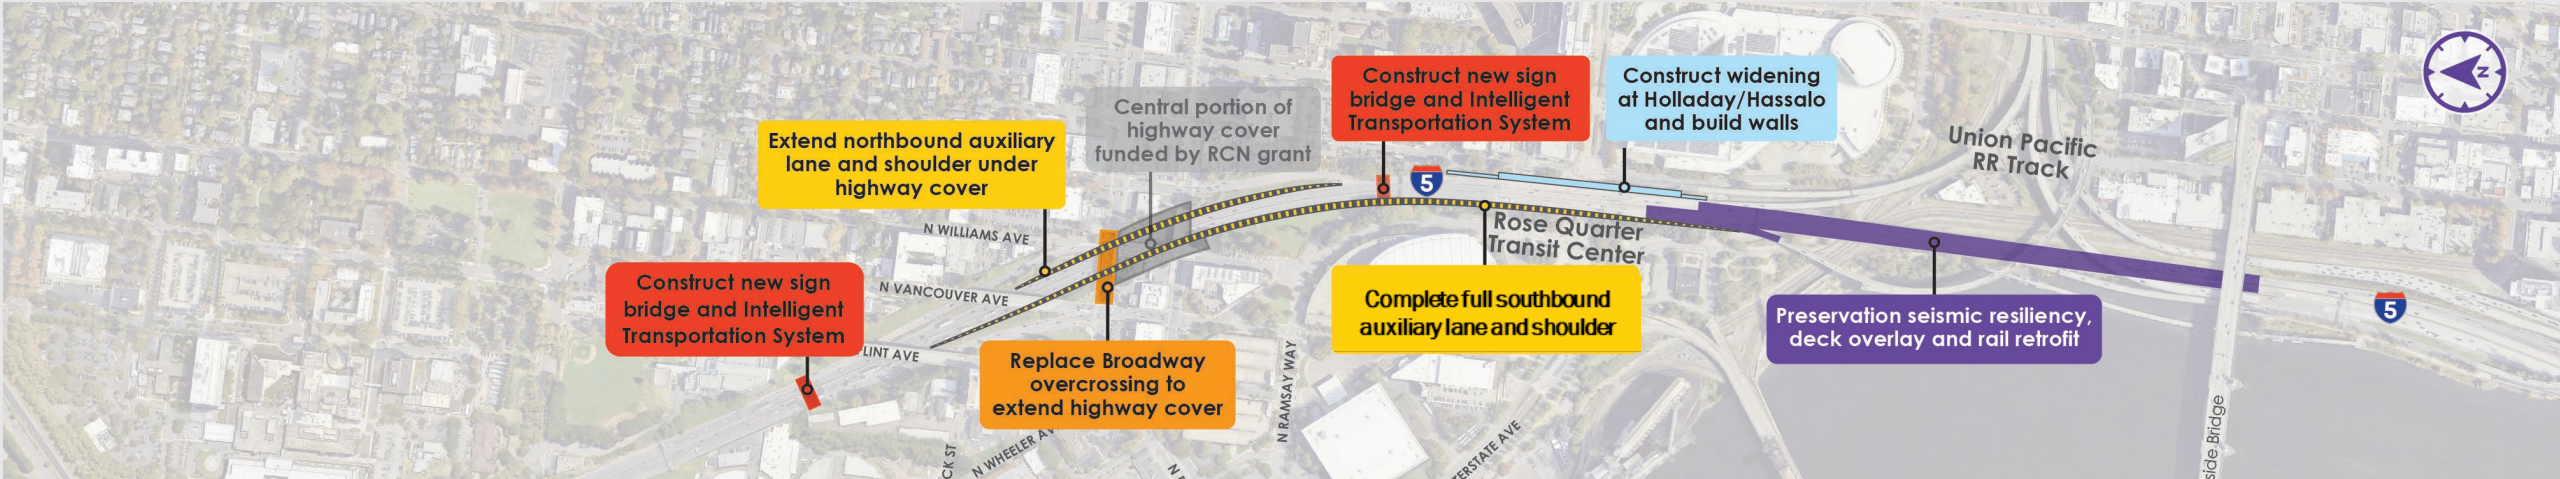 Construct new sign
bridge and Intelligent
Transportation System
Extend northbound auxiliary
lane and shoulder under
highway cover
Central portion of
highway cover
funded by RCN grant
Construct new sign
bridge and Intelligent
Transportation System
Construct widening
at Holladay/Hassalo
and build walls
Union Pacific
RR Track
N
5
N WILLIAMS AVE
N VANCOUVER AVE
LINT AVE
Replace Broadway
overcrossing to
extend highway cover
Rose Quarter
Transit Center
Complete full southbound
auxiliary lane and shoulder
Preservation seismic resiliency,
deck overlay and rail retrofit
5
N RAMSAY WAY
CK ST
N WHEELER AV
N
ERSTATE AVE
side Bridge